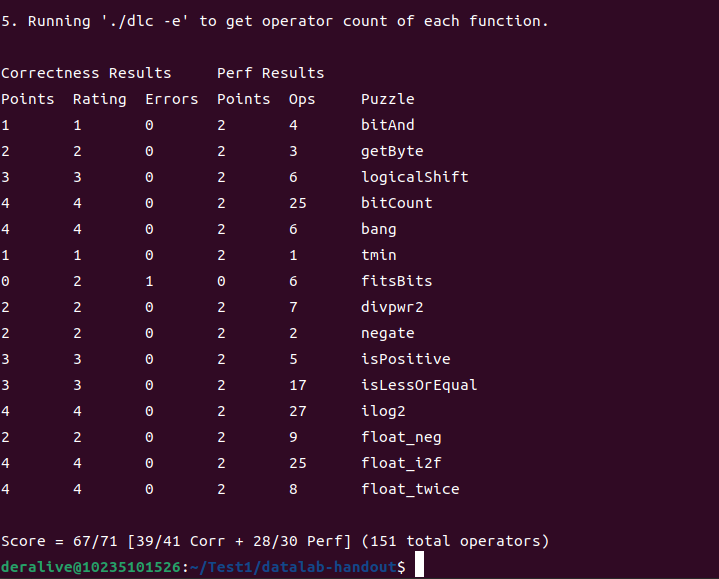 5. Running './dlc -e' to get operator count of each function.
Correctness Results Perf Results
Points Rating Errors Points Ops Puzzle
1 1 0 2 4 bitAnd
2 2 0 2 3 getByte
3 3 0 2 6 logicalShift
4 4 0 2 25 bitCount
4 4 0 2 6 bang
1 1 0 2 1 tmin
0 2 1 0 6 fitsBits
2 2 0 2 7 divpwr2
2 2 0 2 2 negate
3 3 0 2 5 isPositive
3 3 0 2 17 isLessOrEqual
4 4 0 2 27 ilog2
2 2 0 2 9 float_neg
4 4 0 2 25 float_i2f
4 4 0 2 8 float_twice
Score = 67/71 [39/41 Corr + 28/30 Perf] (151 total operators)
deralive@10235101526:~/Test1/datalab-handout$